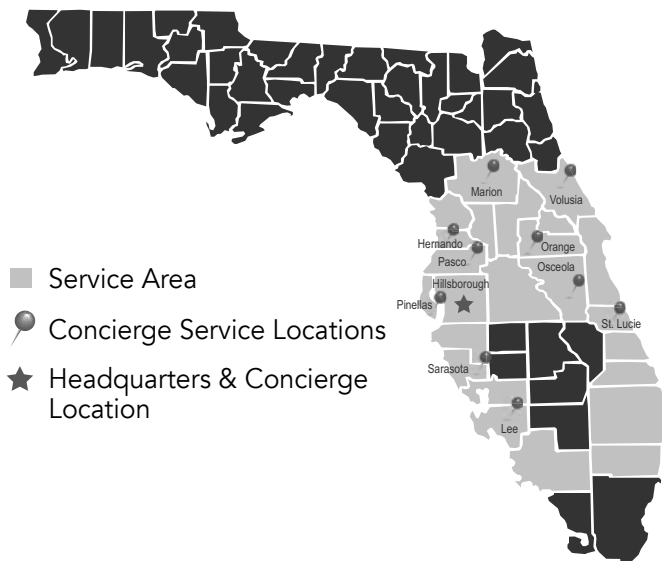 Marion
Volusia
Hernando
Orange
Pasco
Osceola
Service Area
Hillsborough
Pinellas
St. Lucie
Concierge Service Locations
Sarasota
Headquarters & Concierge
Location
Lee